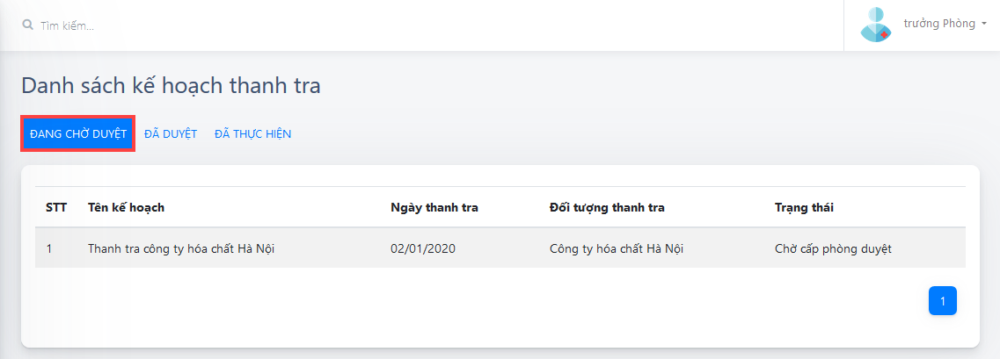 Tìm kiếm...
trưởng Phòng
Danh sách kế hoạch thanh tra
ĐANG CHỜ DUYỆT ĐÃ DUYỆT ĐÃ THỰC HIỆN
STT Tên kế hoạch Ngày thanh tra Đối tượng thanh tra Trạng thái
1 Thanh tra công ty hóa chất Hà Nội 02/01/2020 Công ty hóa chất Hà Nội Chờ cấp phòng duyệt
1